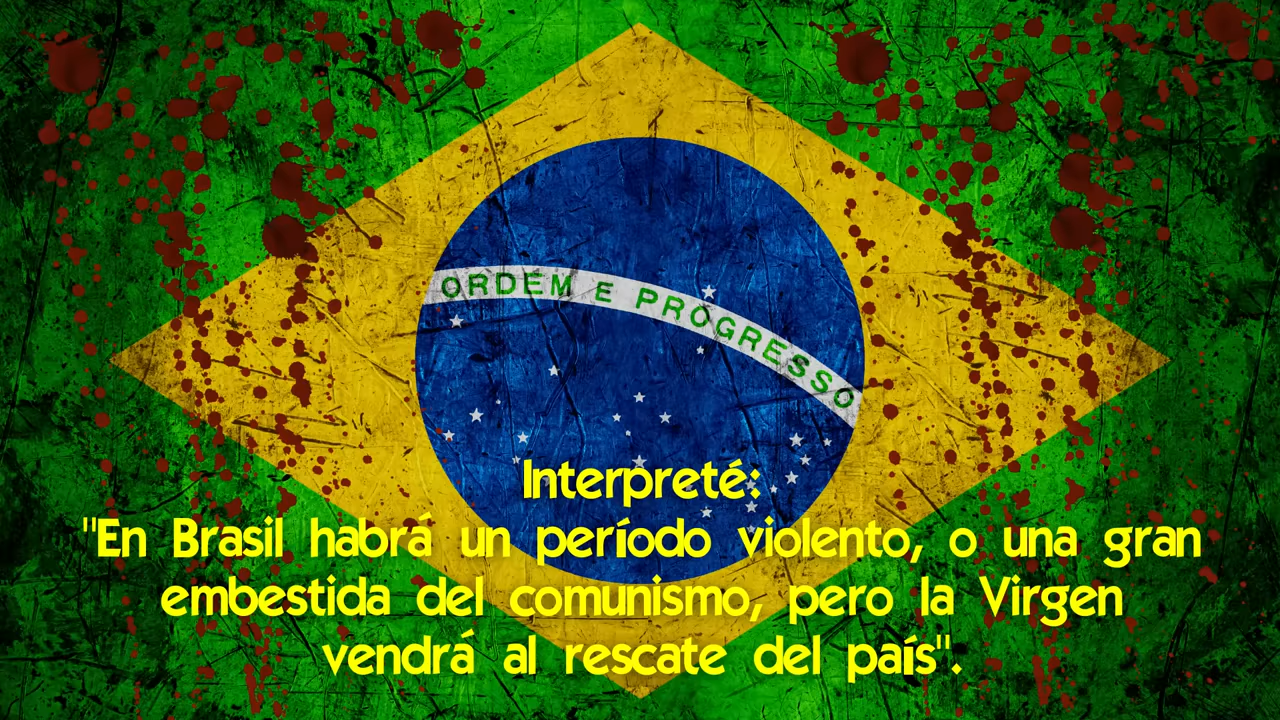 ORDEM E PROGRESSO
Interpreté:
"En Brasil habrá un período violento, o una gran
embestida del comunismo, pero la Virgen
vendrá al rescate del país".